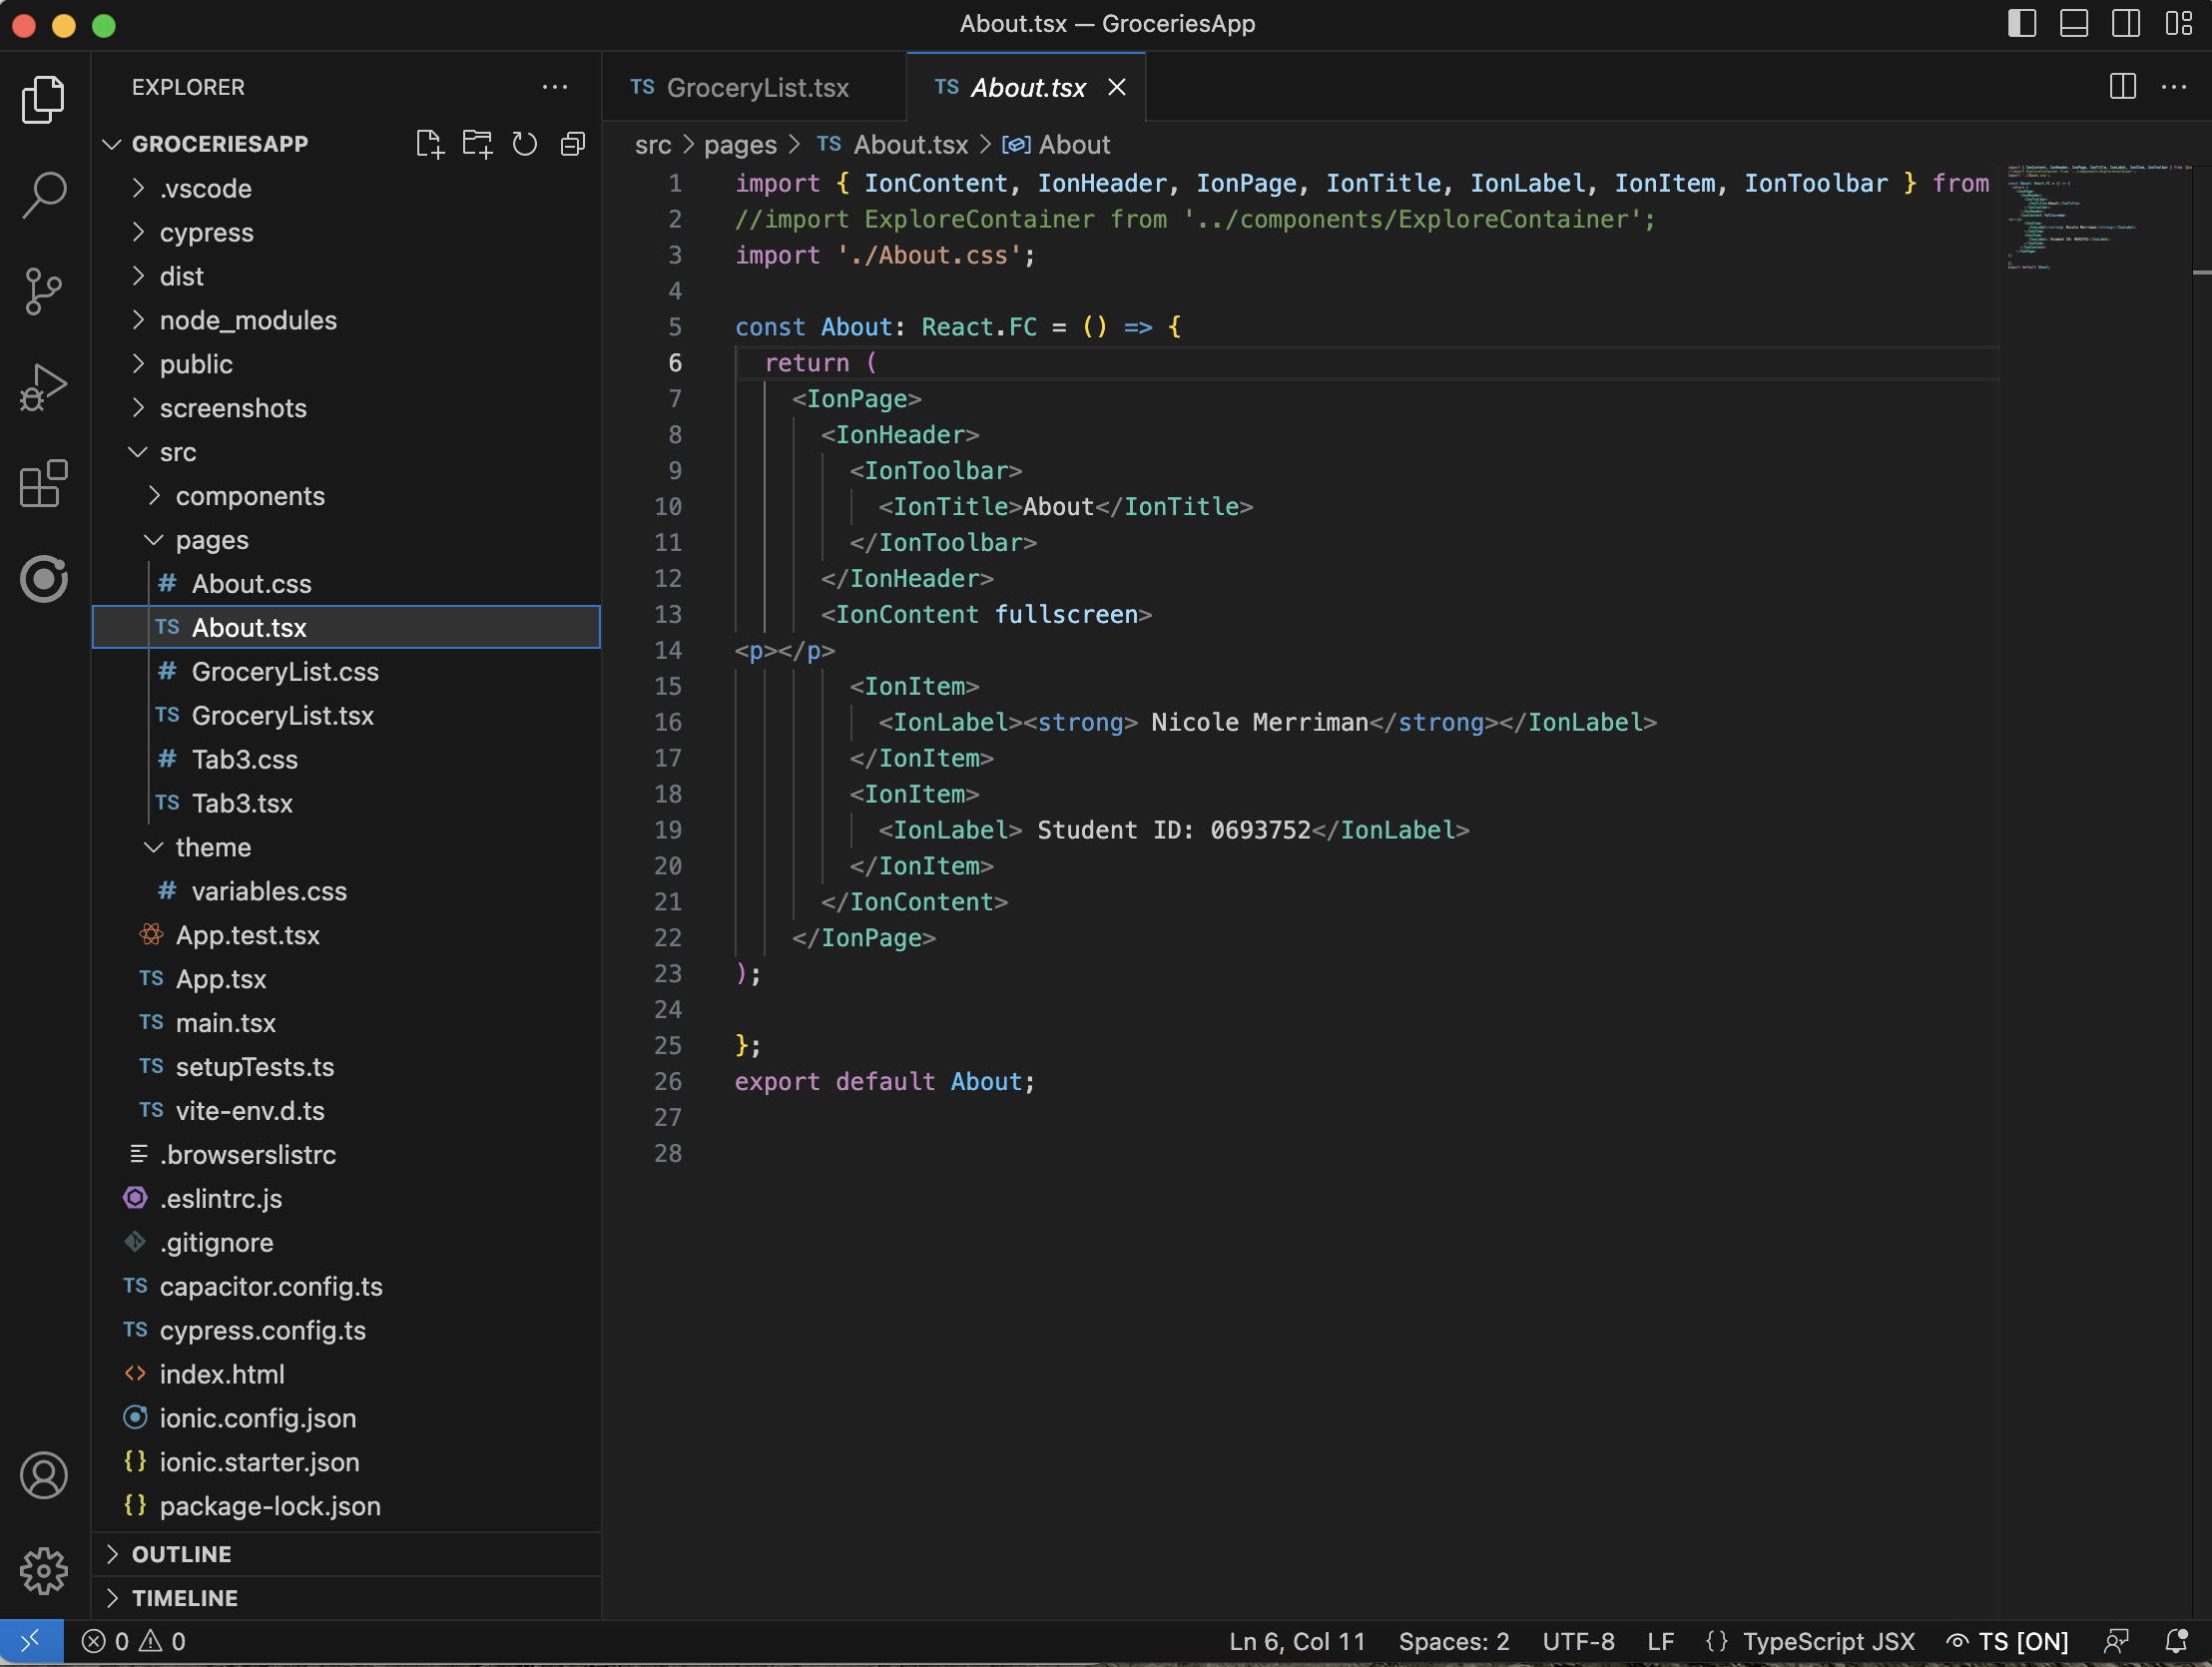 About.tsx — GroceriesApp
EXPLORER
GROCERIESAPP
.vscode
cypress
dist
node_modules
public
screenshots
src
components
pages
# About.css
TS About.tsx
# GroceryList.css
TS GroceryList.tsx
# Tab3.css
TS Tab3.tsx
theme
# variables.css
App.test.tsx
TS App.tsx
TS main.tsx
TS setupTests.ts
TS vite-env.d.ts
.browserslistrc
.eslintrc.js
.gitignore
TS capacitor.config.ts
TS cypress.config.ts
<> index.html
ionic.config.json
{} ionic.starter.json
{} package-lock.json
OUTLINE
TIMELINE
TS GroceryList.tsx
TS About.tsx
src > pages > TS About.tsx > About
1 import { IonContent, IonHeader, IonPage, IonTitle, IonLabel, IonItem, IonToolbar } from
2 //import ExploreContainer from '../components/ExploreContainer';
3 import './About.css';
4
5 const About: React.FC = () => {
6 return (
7 <IonPage>
8 <IonHeader>
9 <IonToolbar>
10 <IonTitle>About</IonTitle>
11 </IonToolbar>
12 </IonHeader>
13 <IonContent fullscreen>
14 <p></p>
15 <IonItem>
16 <IonLabel><strong> Nicole Merriman</strong></IonLabel>
17 </IonItem>
18 <IonItem>
19 <IonLabel> Student ID: 0693752</IonLabel>
20 </IonItem>
21 </IonContent>
22 </IonPage>
23 );
24
25 };
26 export default About;
27
28
0 0
Ln 6, Col 11 Spaces: 2 UTF-8 LF {} TypeScript JSX TS [ON]